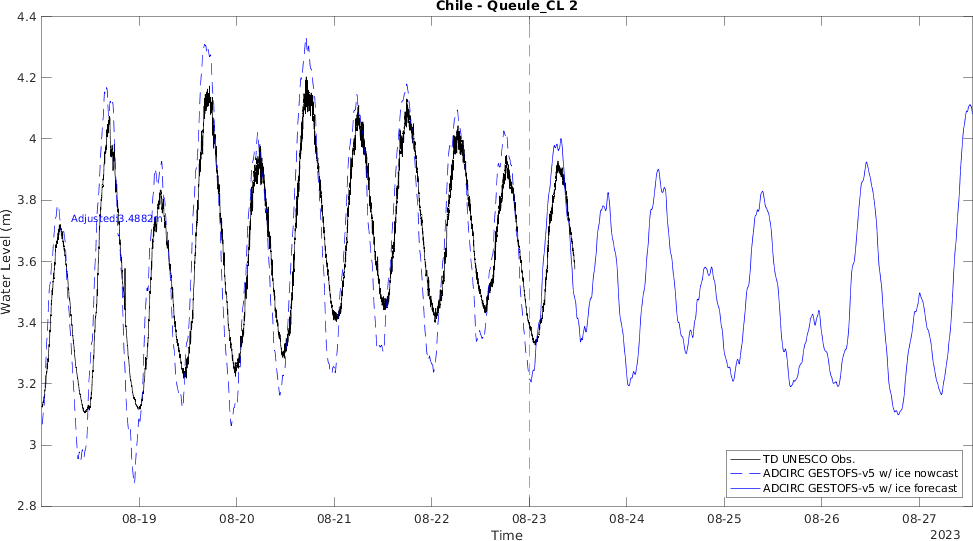 Chile - Queule_CL 2
4.4
4.2
4
3.8
3.6
3.4
3.2
3
2.8
Water Level (m)
Adjusted:3.4882m
08-19
08-20
08-21
08-22
08-23
08-24
08-25
08-26
08-27
Time
2023
TD UNESCO Obs.
ADCIRC GESTOFS-v5 w/ ice nowcast
ADCIRC GESTOFS-v5 w/ ice forecast